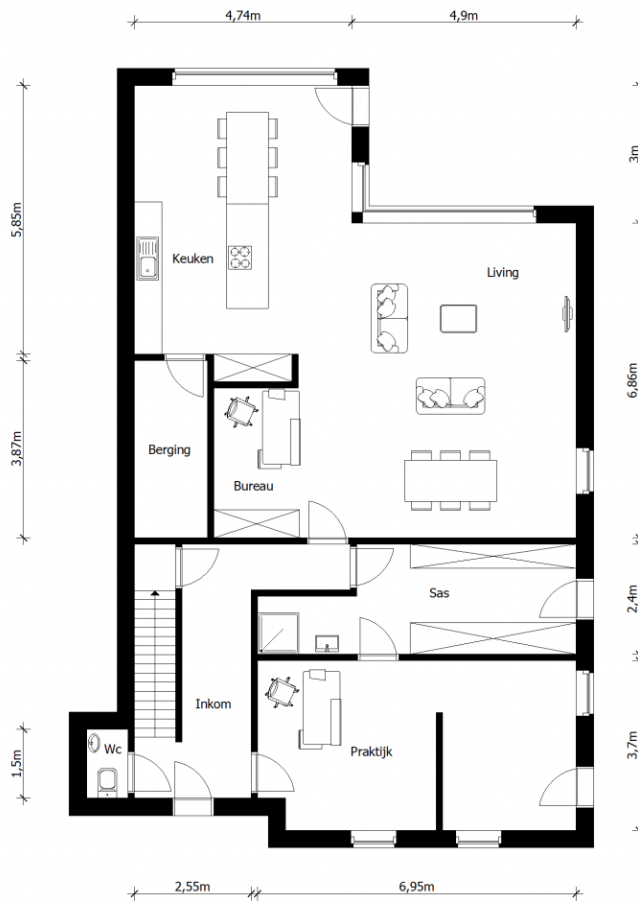 4,74m 4,9m
5,85m
3m
Keuken
Living
6,86m
3,87m
Berging
Bureau
Sas
2,4m
Inkom
1,5m
Wc
Praktijk
3,7m
2,55m 6,95m